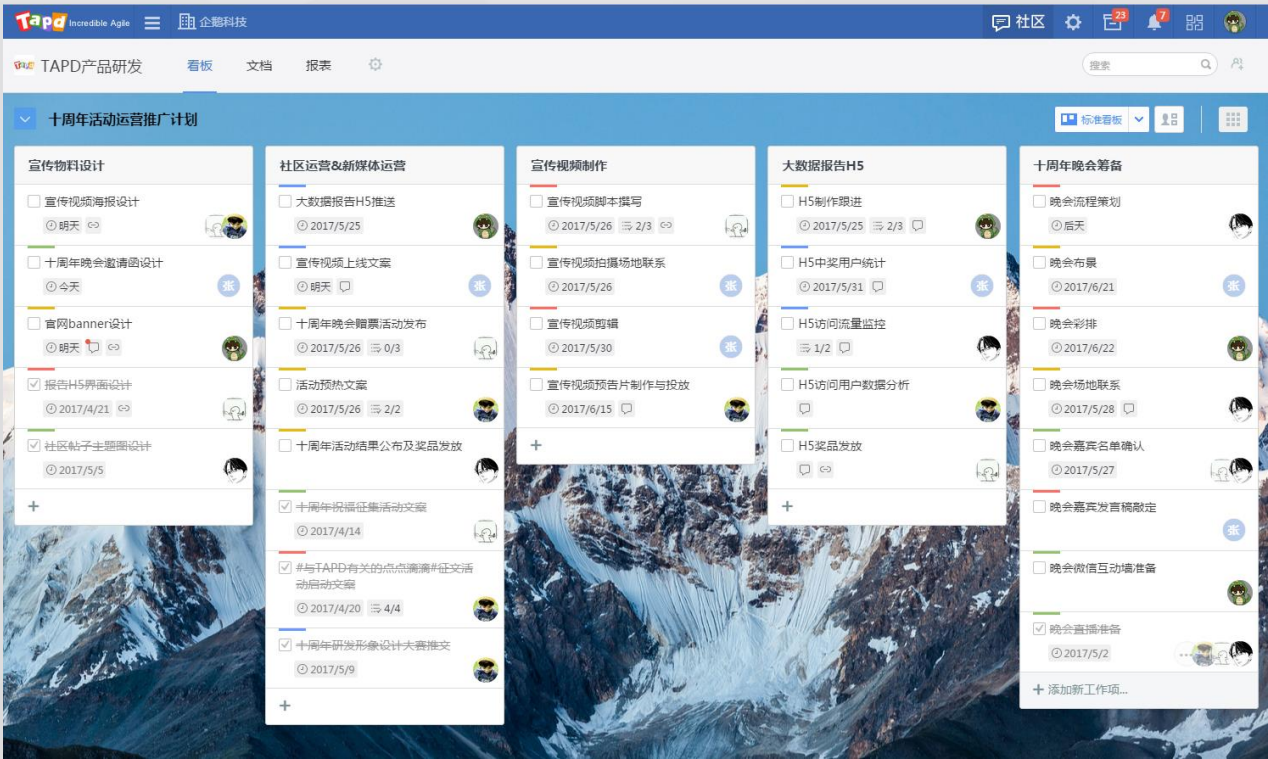 Tapd Incredible Agile 企鹅科技 社区 23 7
TAPD产品研发 看板 文档 报表 搜索
十周年活动运营推广计划 标准看板
宣传物料设计
宣传视频海报设计
明天
十周年晚会邀请函设计
今天 张
官网banner设计
明天
报告H5界面设计
2017/4/21
社区帖子主题图设计
2017/5/5
+
社区运营&新媒体运营
大数据报告H5推送
2017/5/25
宣传视频上线文案
明天 张
十周年晚会赠票活动发布
2017/5/26 0/3
活动预热文案
2017/5/26 2/2
十周年活动结果公布及奖品发放
十周年祝福征集活动文案
2017/4/14
#与TAPD有关的点点滴滴#征文活
动启动文案
2017/4/20 4/4
十周年研发形象设计大赛推文
2017/5/9
+
宣传视频制作
宣传视频脚本撰写
2017/5/26 2/3
宣传视频拍摄场地联系
2017/5/26 张
宣传视频剪辑
2017/5/30 张
宣传视频预告片制作与投放
2017/6/15
+
大数据报告H5
H5制作跟进
2017/5/25 2/3
H5中奖用户统计
2017/5/31 张
H5访问流量监控
1/2
H5访问用户数据分析
H5奖品发放
+
十周年晚会筹备
晚会流程策划
后天
晚会布景
2017/6/21 张
晚会彩排
2017/6/22
晚会场地联系
2017/5/28
晚会嘉宾名单确认
2017/5/27
晚会嘉宾发言稿敲定
张
晚会微信互动墙准备
晚会直播准备
2017/5/2
+ 添加新工作项...